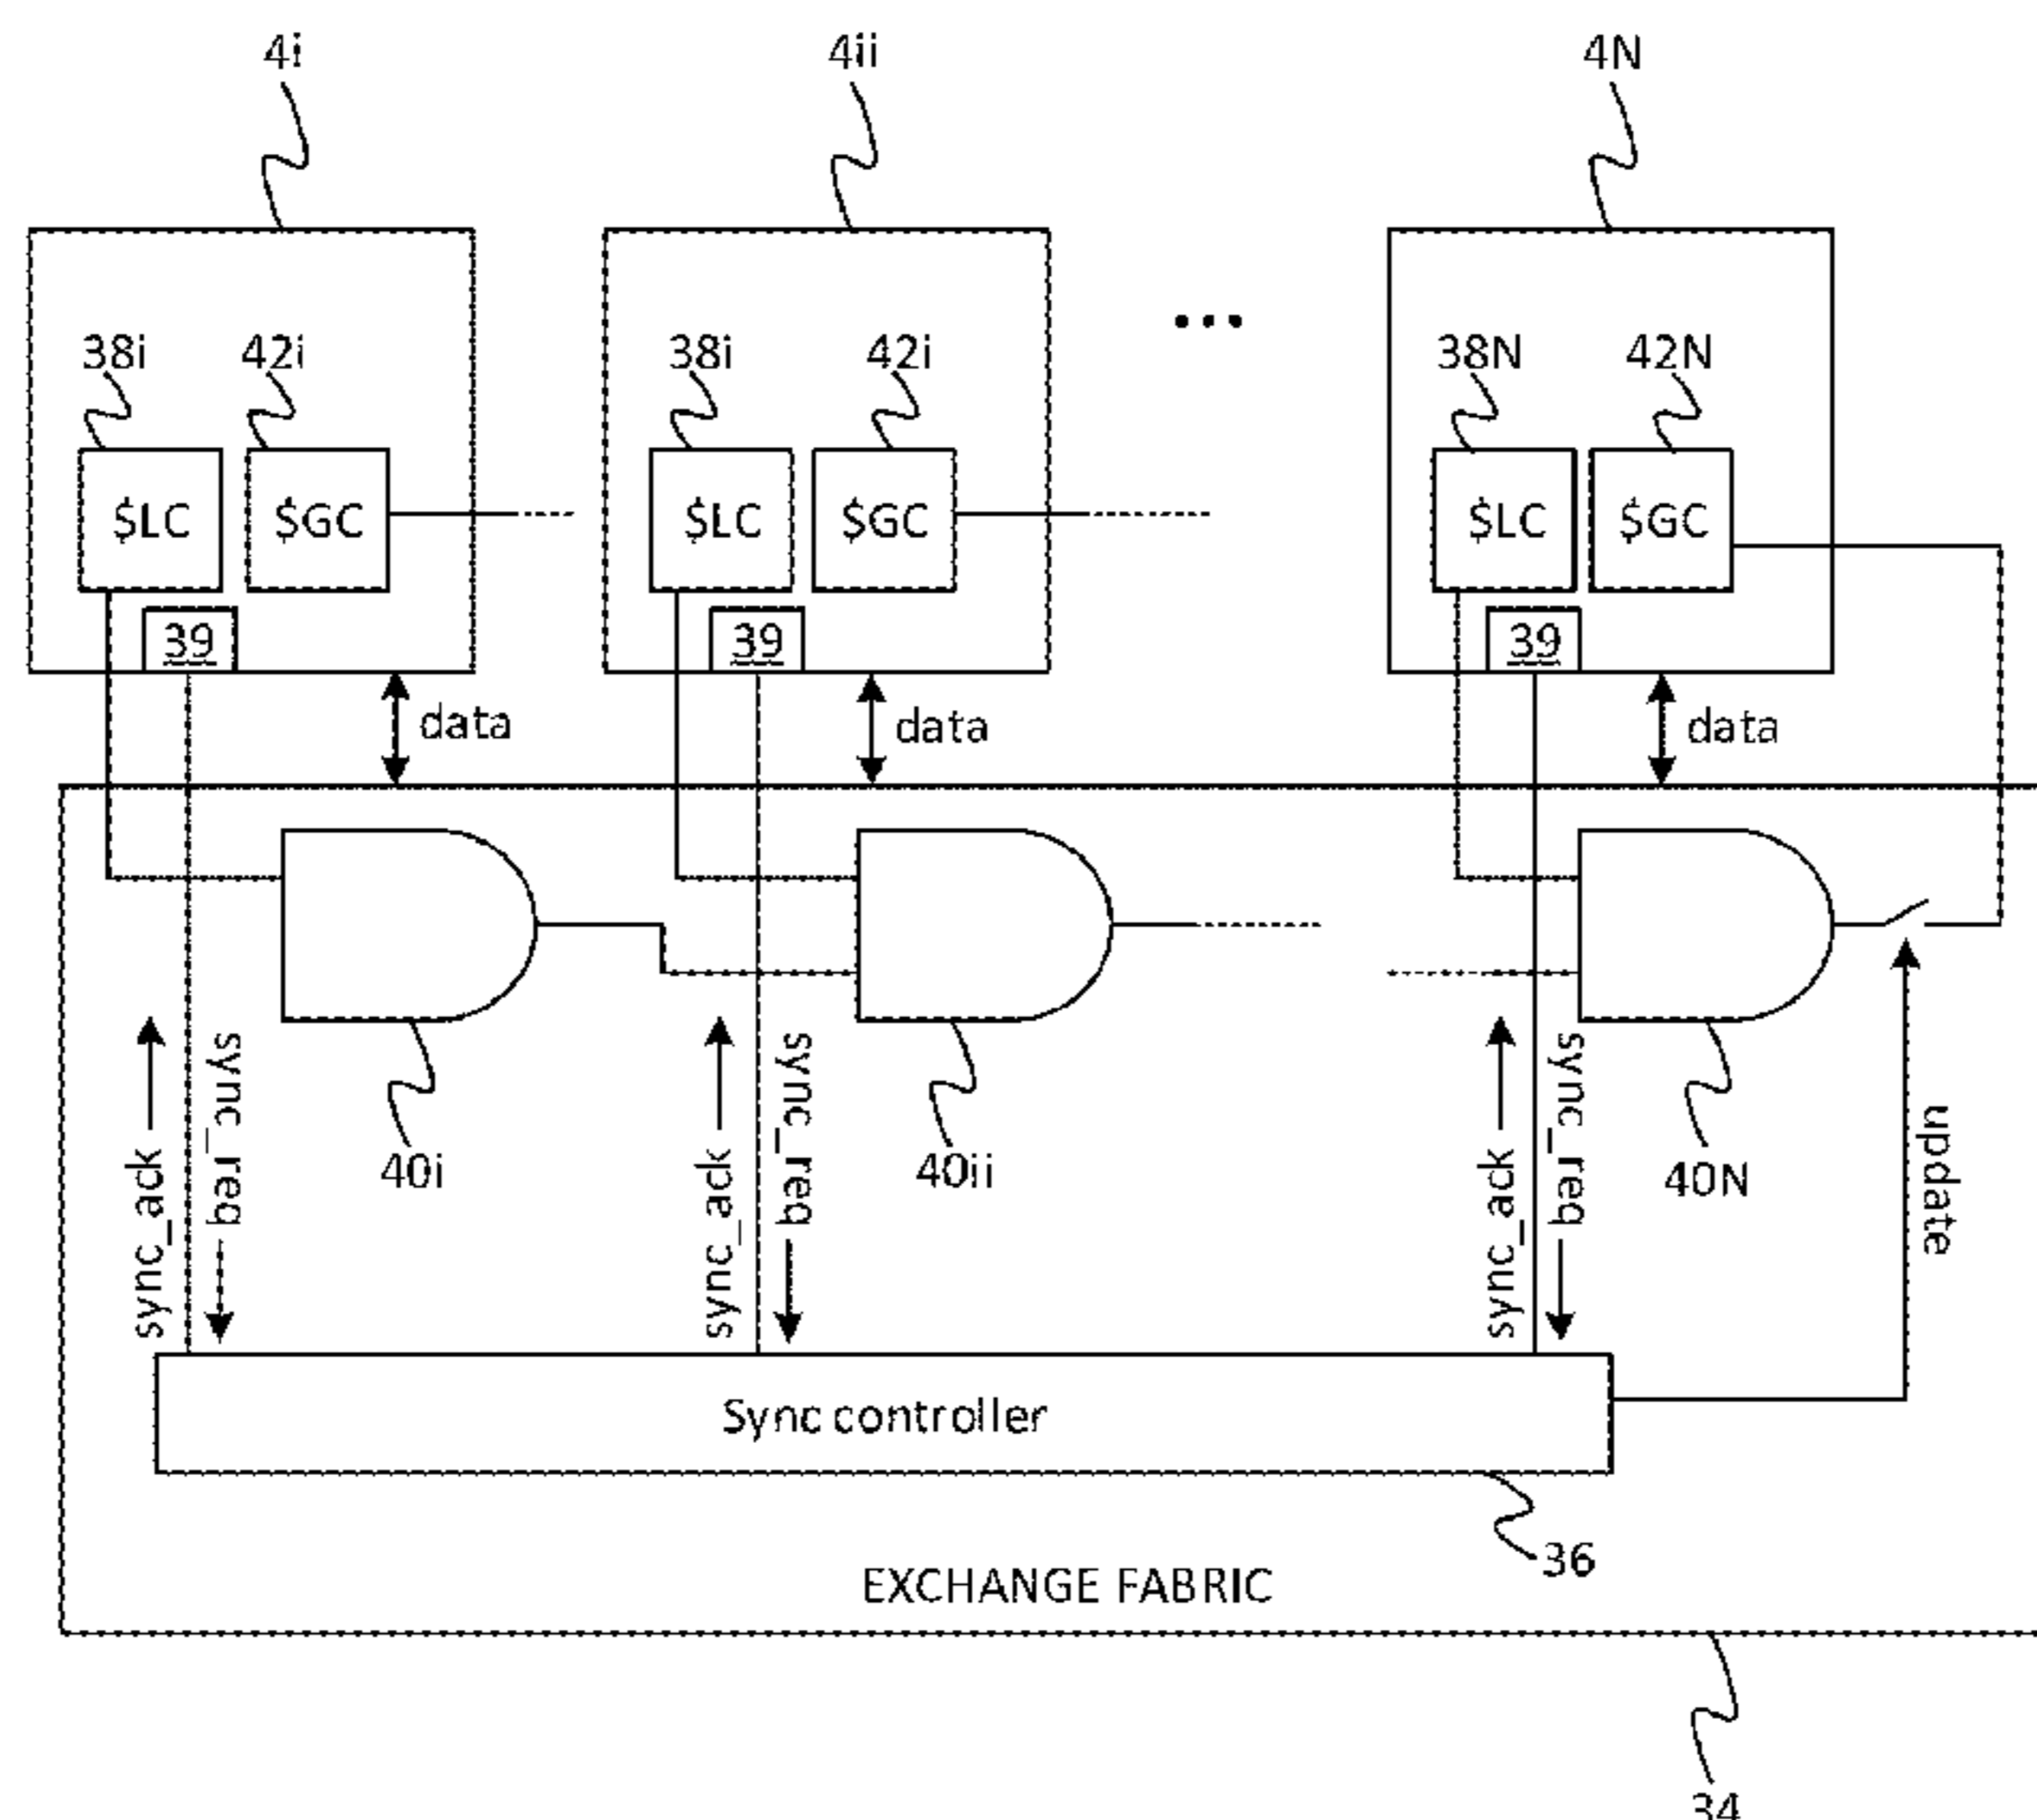 4i 4ii 4N
...
38i 42i 38i 42i 38N 42N
$LC $GC $LC $GC $LC $GC
39 39 39
data data data
sync_ack sync_req sync_ack sync_req sync_ack sync_req
40i 40ii 40N
update
Sync controller
36
EXCHANGE FABRIC
34